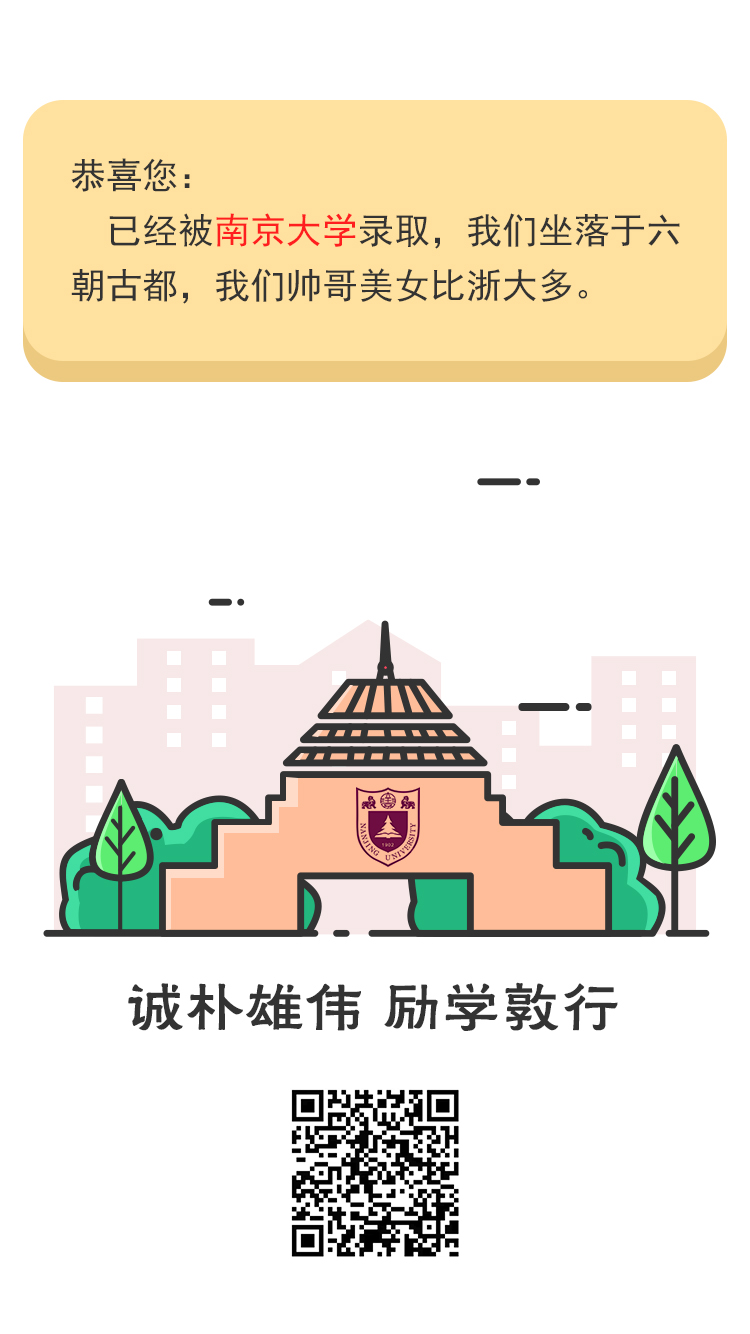 恭喜您：
已经被南京大学录取，我们坐落于六
朝古都，我们帅哥美女比浙大多。
NANJING UNIVERSITY
1902
诚朴雄伟 励学敦行